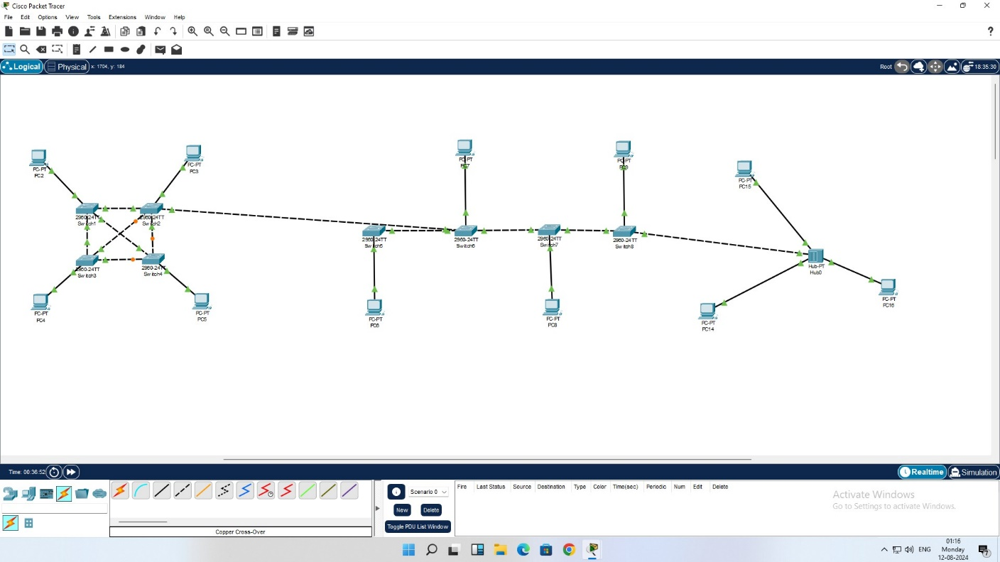 Cisco Packet Tracer
File Edit Options View Tools Extensions Window Help
Logical Physical x: 1704, y: 184 Root 18:35:30
PC-PT
PC2
PC-PT
PC3
PC-PT
PC7
PC-PT
PC9
PC-PT
PC15
2960-24TT
Switch1
2960-24TT
Switch2
2960-24TT
Switch5
2960-24TT
Switch6
2960-24TT
Switch7
2960-24TT
Switch8
2960-24TT
Switch3
2960-24TT
Switch4
Hub-PT
Hub0
PC-PT
PC4
PC-PT
PC5
PC-PT
PC6
PC-PT
PC8
PC-PT
PC14
PC-PT
PC16
Time: 00:36:52 Realtime Simulation
Scenario 0
New Delete
Toggle PDU List Window
Fire Last Status Source Destination Type Color Time(sec) Periodic Num Edit Delete
Copper Cross-Over
Activate Windows
Go to Settings to activate Windows.
ENG
01:16
Monday
12-08-2024
7